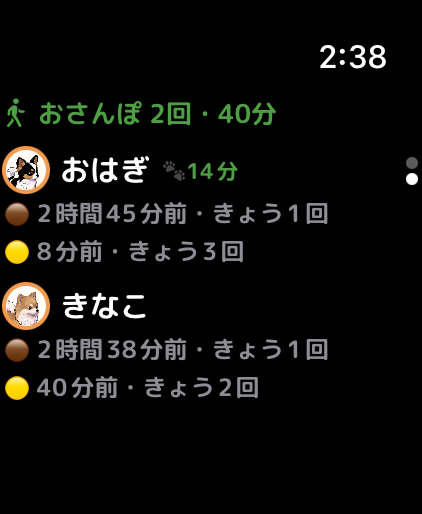 2:38
おさんぽ 2回・40分
おはぎ 14分
2時間45分前・きょう1回
8分前・きょう3回
きなこ
2時間38分前・きょう1回
40分前・きょう2回